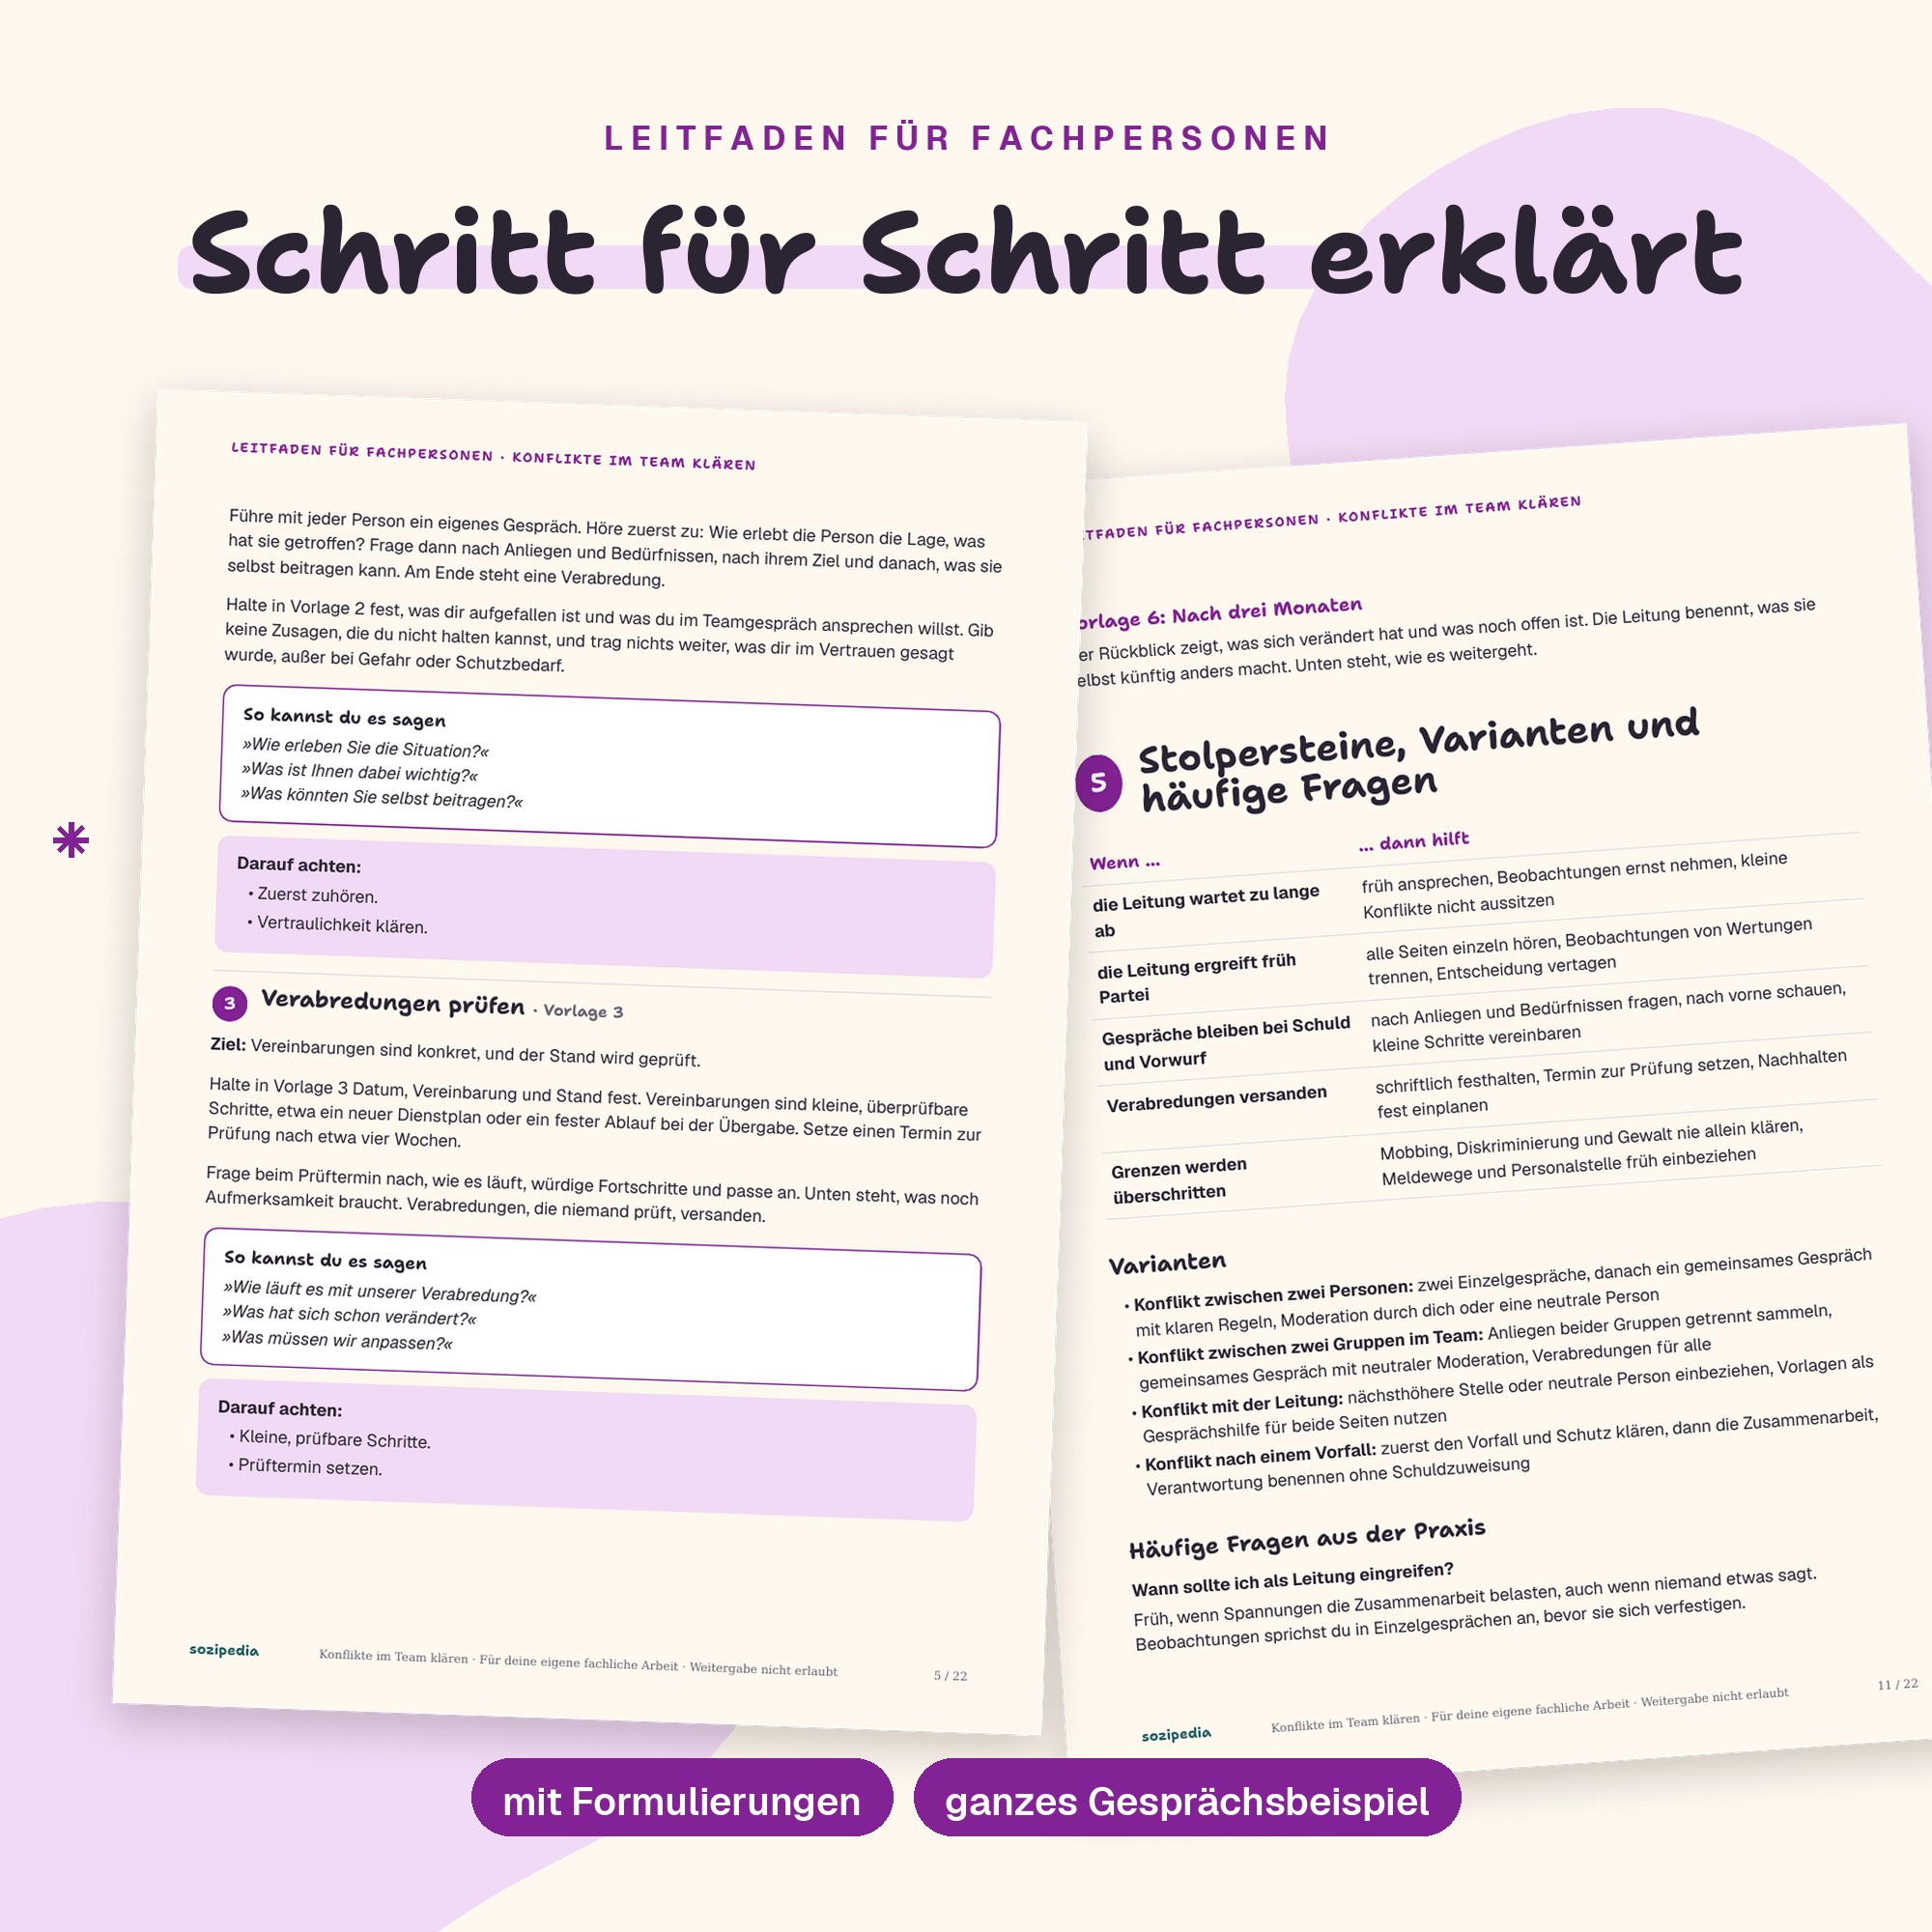 LEITFADEN FÜR FACHPERSONEN
Schritt für Schritt erklärt
LEITFADEN FÜR FACHPERSONEN · KONFLIKTE IM TEAM KLÄREN
Führe mit jeder Person ein eigenes Gespräch. Höre zuerst zu: Wie erlebt die Person die Lage, was
hat sie getroffen? Frage dann nach Anliegen und Bedürfnissen, nach ihrem Ziel und danach, was sie
selbst beitragen kann. Am Ende steht eine Verabredung.
Halte in Vorlage 2 fest, was dir aufgefallen ist und was du im Teamgespräch ansprechen willst. Gib
keine Zusagen, die du nicht halten kannst, und trag nichts weiter, was dir im Vertrauen gesagt
wurde, außer bei Gefahr oder Schutzbedarf.
So kannst du es sagen
»Wie erleben Sie die Situation?«
»Was ist Ihnen dabei wichtig?«
»Was könnten Sie selbst beitragen?«
Darauf achten:
• Zuerst zuhören.
• Vertraulichkeit klären.
3 Verabredungen prüfen · Vorlage 3
Ziel: Vereinbarungen sind konkret, und der Stand wird geprüft.
Halte in Vorlage 3 Datum, Vereinbarung und Stand fest. Vereinbarungen sind kleine, überprüfbare
Schritte, etwa ein neuer Dienstplan oder ein fester Ablauf bei der Übergabe. Setze einen Termin zur
Prüfung nach etwa vier Wochen.
Frage beim Prüftermin nach, wie es läuft, würdige Fortschritte und passe an. Unten steht, was noch
Aufmerksamkeit braucht. Verabredungen, die niemand prüft, versanden.
So kannst du es sagen
»Wie läuft es mit unserer Verabredung?«
»Was hat sich schon verändert?«
»Was müssen wir anpassen?«
Darauf achten:
• Kleine, prüfbare Schritte.
• Prüftermin setzen.
sozipedia Konflikte im Team klären · Für deine eigene fachliche Arbeit · Weitergabe nicht erlaubt 5 / 22
TFADEN FÜR FACHPERSONEN · KONFLIKTE IM TEAM KLÄREN
orlage 6: Nach drei Monaten
er Rückblick zeigt, was sich verändert hat und was noch offen ist. Die Leitung benennt, was sie
elbst künftig anders macht. Unten steht, wie es weitergeht.
5 Stolpersteine, Varianten und
häufige Fragen
Wenn ... ... dann hilft
die Leitung wartet zu lange
ab
früh ansprechen, Beobachtungen ernst nehmen, kleine
Konflikte nicht aussitzen
die Leitung ergreift früh
Partei
alle Seiten einzeln hören, Beobachtungen von Wertungen
trennen, Entscheidung vertagen
Gespräche bleiben bei Schuld
und Vorwurf
nach Anliegen und Bedürfnissen fragen, nach vorne schauen,
kleine Schritte vereinbaren
Verabredungen versanden
schriftlich festhalten, Termin zur Prüfung setzen, Nachhalten
fest einplanen
Grenzen werden
überschritten
Mobbing, Diskriminierung und Gewalt nie allein klären,
Meldewege und Personalstelle früh einbeziehen
Varianten
• Konflikt zwischen zwei Personen: zwei Einzelgespräche, danach ein gemeinsames Gespräch
mit klaren Regeln, Moderation durch dich oder eine neutrale Person
• Konflikt zwischen zwei Gruppen im Team: Anliegen beider Gruppen getrennt sammeln,
gemeinsames Gespräch mit neutraler Moderation, Verabredungen für alle
• Konflikt mit der Leitung: nächsthöhere Stelle oder neutrale Person einbeziehen, Vorlagen als
Gesprächshilfe für beide Seiten nutzen
• Konflikt nach einem Vorfall: zuerst den Vorfall und Schutz klären, dann die Zusammenarbeit,
Verantwortung benennen ohne Schuldzuweisung
Häufige Fragen aus der Praxis
Wann sollte ich als Leitung eingreifen?
Früh, wenn Spannungen die Zusammenarbeit belasten, auch wenn niemand etwas sagt.
Beobachtungen sprichst du in Einzelgesprächen an, bevor sie sich verfestigen.
sozipedia Konflikte im Team klären · Für deine eigene fachliche Arbeit · Weitergabe nicht erlaubt 11 / 22
mit Formulierungen
ganzes Gesprächsbeispiel